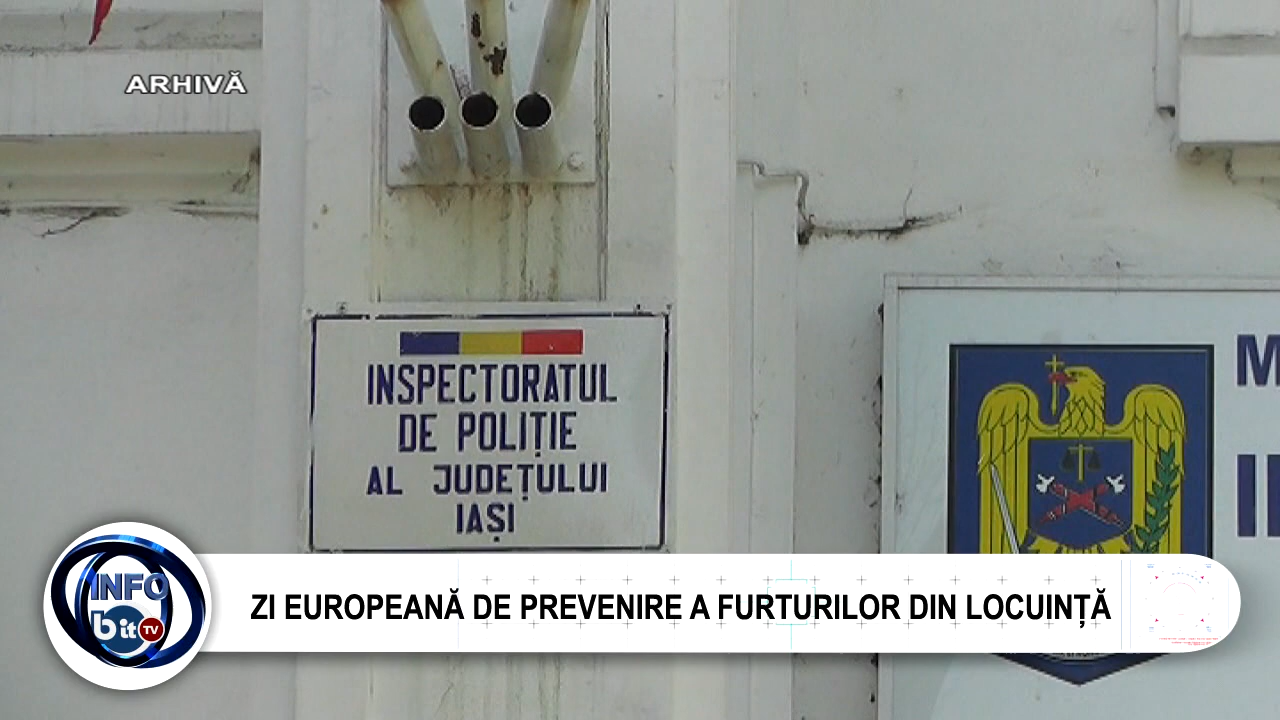 ARHIVĂ
INSPECTORATUL
DE POLIȚIE
AL JUDEȚULUI
IAȘI
M
INFO
bit TV
ZI EUROPEANĂ DE PREVENIRE A FURTURILOR DIN LOCUINȚĂ